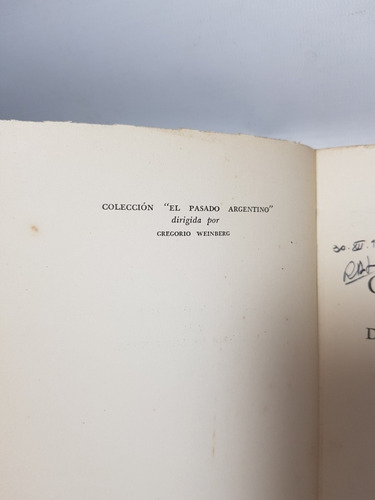 COLECCIÓN "EL PASADO ARGENTINO"
dirigida por
GREGORIO WEINBERG